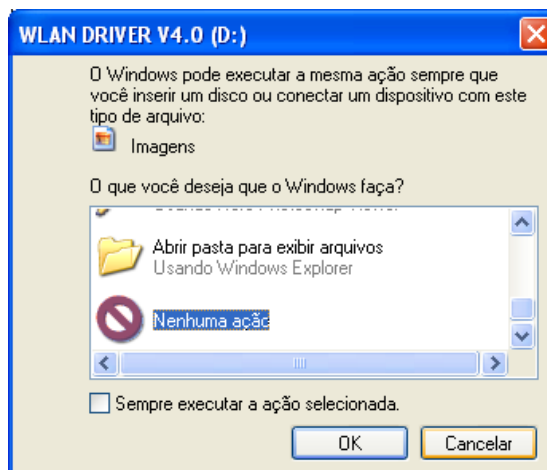 WLAN DRIVER V4.0 (D:)
O Windows pode executar a mesma ação sempre que
você inserir um disco ou conectar um dispositivo com este
tipo de arquivo:
Imagens
O que você deseja que o Windows faça?
Abrir pasta para exibir arquivos
Usando Windows Explorer
Nenhuma ação
Sempre executar a ação selecionada.
OK
Cancelar